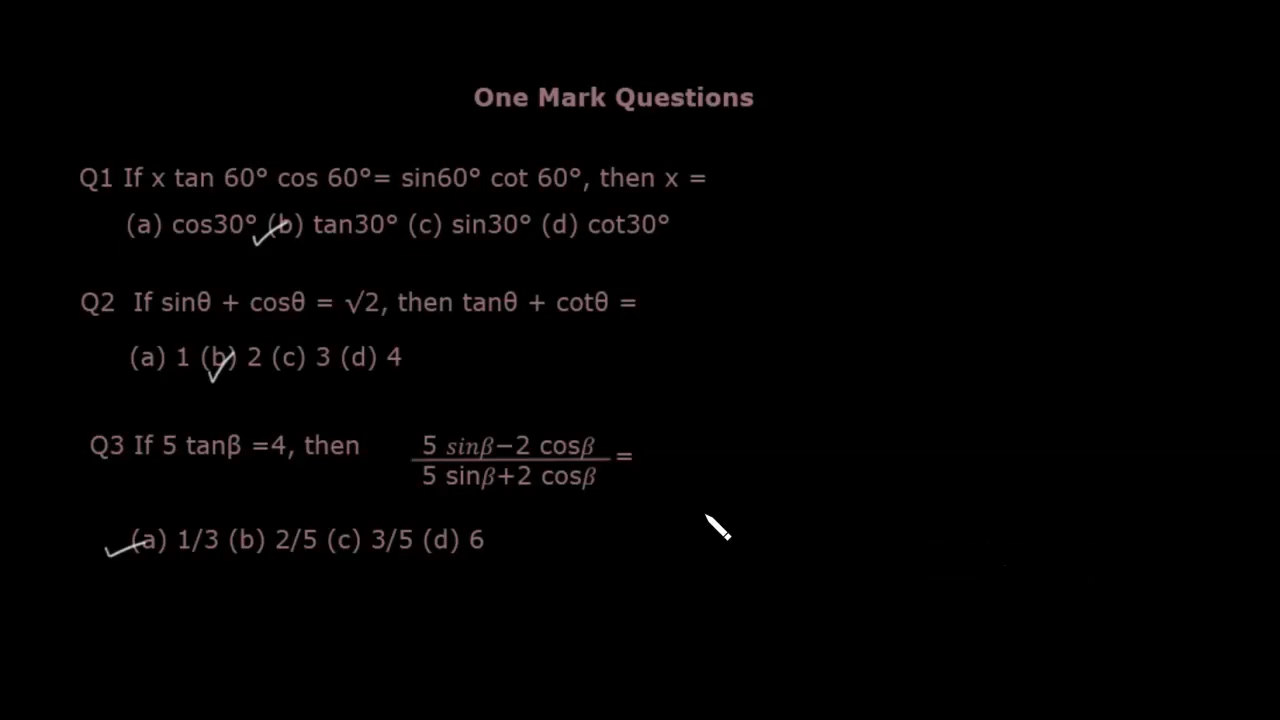 One Mark Questions
Q1 If x tan 60° cos 60°= sin60° cot 60°, then x =
(a) cos30° (b) tan30° (c) sin30° (d) cot30°
Q2 If sinθ + cosθ = √2, then tanθ + cotθ =
(a) 1 (b) 2 (c) 3 (d) 4
Q3 If 5 tanβ =4, then
5 sinβ−2 cosβ
5 sinβ+2 cosβ
=
(a) 1/3 (b) 2/5 (c) 3/5 (d) 6